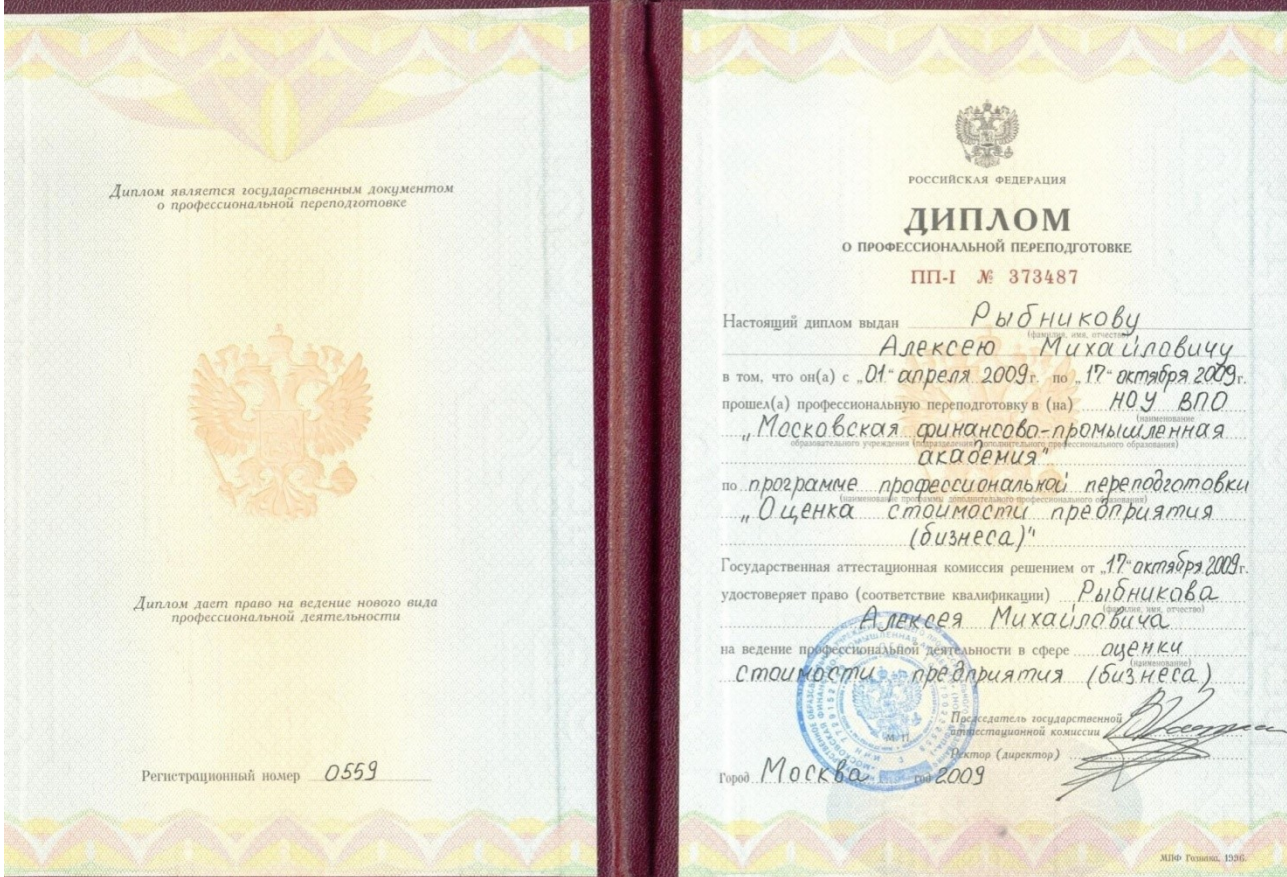 Диплом является государственным документом
о профессиональной переподготовке
Диплом дает право на ведение нового вида
профессиональной деятельности
Регистрационный номер 0559
РОССИЙСКАЯ ФЕДЕРАЦИЯ
ДИПЛОМ
О ПРОФЕССИОНАЛЬНОЙ ПЕРЕПОДГОТОВКЕ
ПП-I № 373487
Настоящий диплом выдан Рыбникову
(фамилия, имя, отчество)
Алексею Михайловичу
в том, что он(а) с „01“ апреля 2009г. по „17“ октября 2009г.
прошел(а) профессиональную переподготовку в (на) НОУ ВПО
(наименование
„Московская финансово-промышленная
образовательного учреждения (подразделения) дополнительного профессионального образования)
академия"
по программе профессиональной переподготовки
(наименование программы дополнительного профессионального образования)
„Оценка стоимости предприятия
(бизнеса)"
Государственная аттестационная комиссия решением от „17“ октября 2009г.
удостоверяет право (соответствие квалификации) Рыбникова
(фамилия, имя, отчество)
Алексея Михайловича
на ведение профессиональной деятельности в сфере оценки
(наименование)
стоимости предприятия (бизнеса)
Председатель государственной
аттестационной комиссии
М. П.
Ректор (директор)
Город Москва год 2009
МПФ Гознака. 1996.